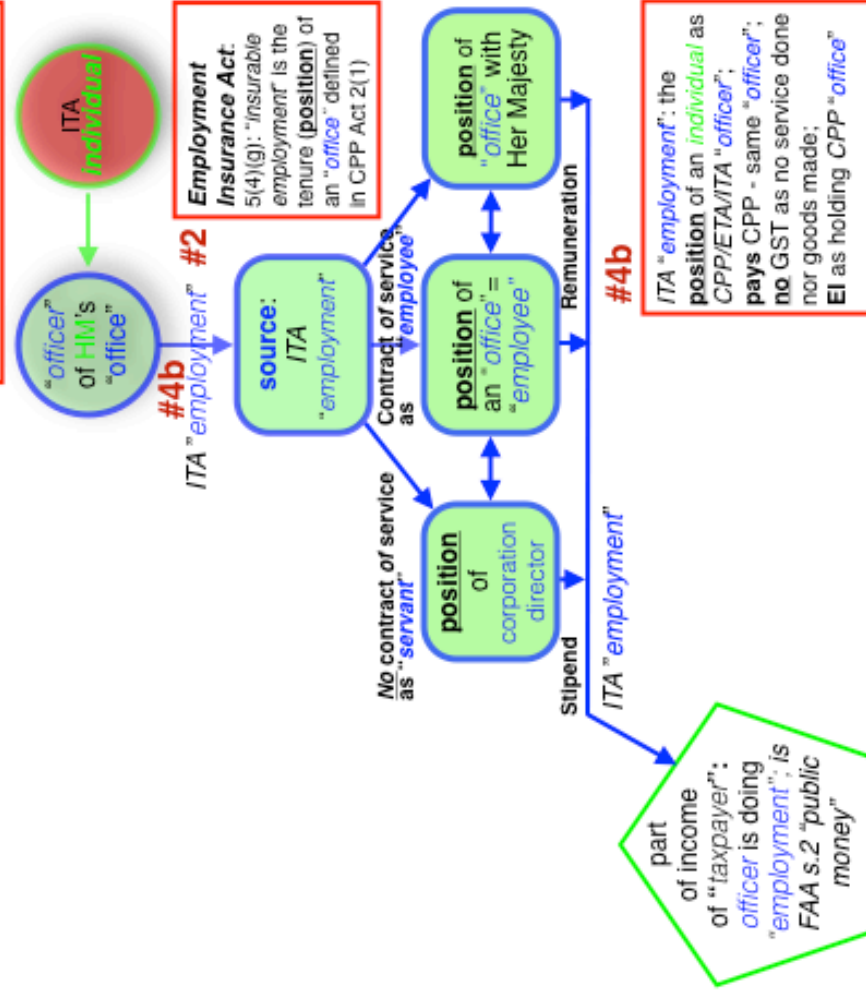 ITA
individual
"officer"
of HM's
"office"
#4b
ITA "employment"
#2
Employment
Insurance Act:
5(4)(g): "insurable
employment" is the
tenure (position) of
an "office" defined
in CPP Act 2(1)
source:
ITA
"employment"
No contract of service
as "servant"
Contract of service
as "employee"
position
of
corporation
director
position of
an "office"=
"employee"
position of
"office" with
Her Majesty
Stipend
Remuneration
ITA "employment"
#4b
ITA "employment": the
position of an individual as
CPP/ETA/ITA "officer";
pays CPP - same "officer";
no GST as no service done
nor goods made;
EI as holding CPP "office"
part
of income
of "taxpayer":
officer is doing
"employment"; is
FAA s.2 "public
money"